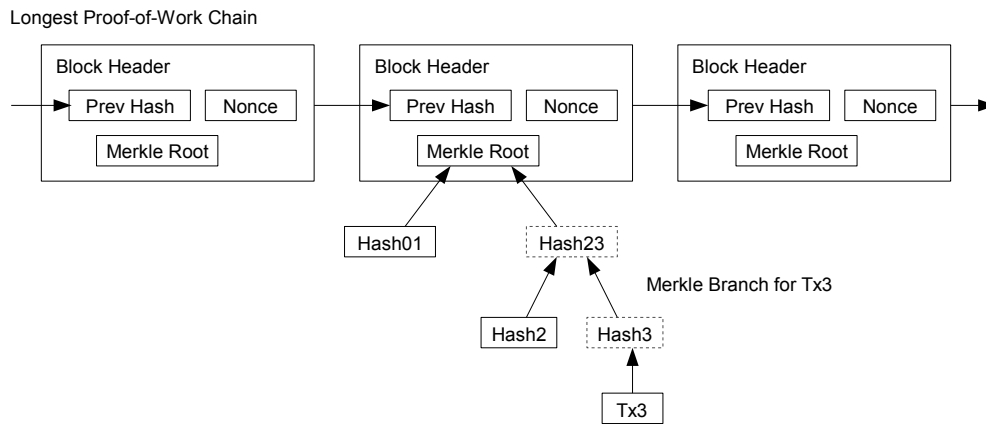 Longest Proof-of-Work Chain
Block Header
Prev Hash
Nonce
Merkle Root
Block Header
Prev Hash
Nonce
Merkle Root
Block Header
Prev Hash
Nonce
Merkle Root
Hash01
Hash23
Merkle Branch for Tx3
Hash2
Hash3
Tx3